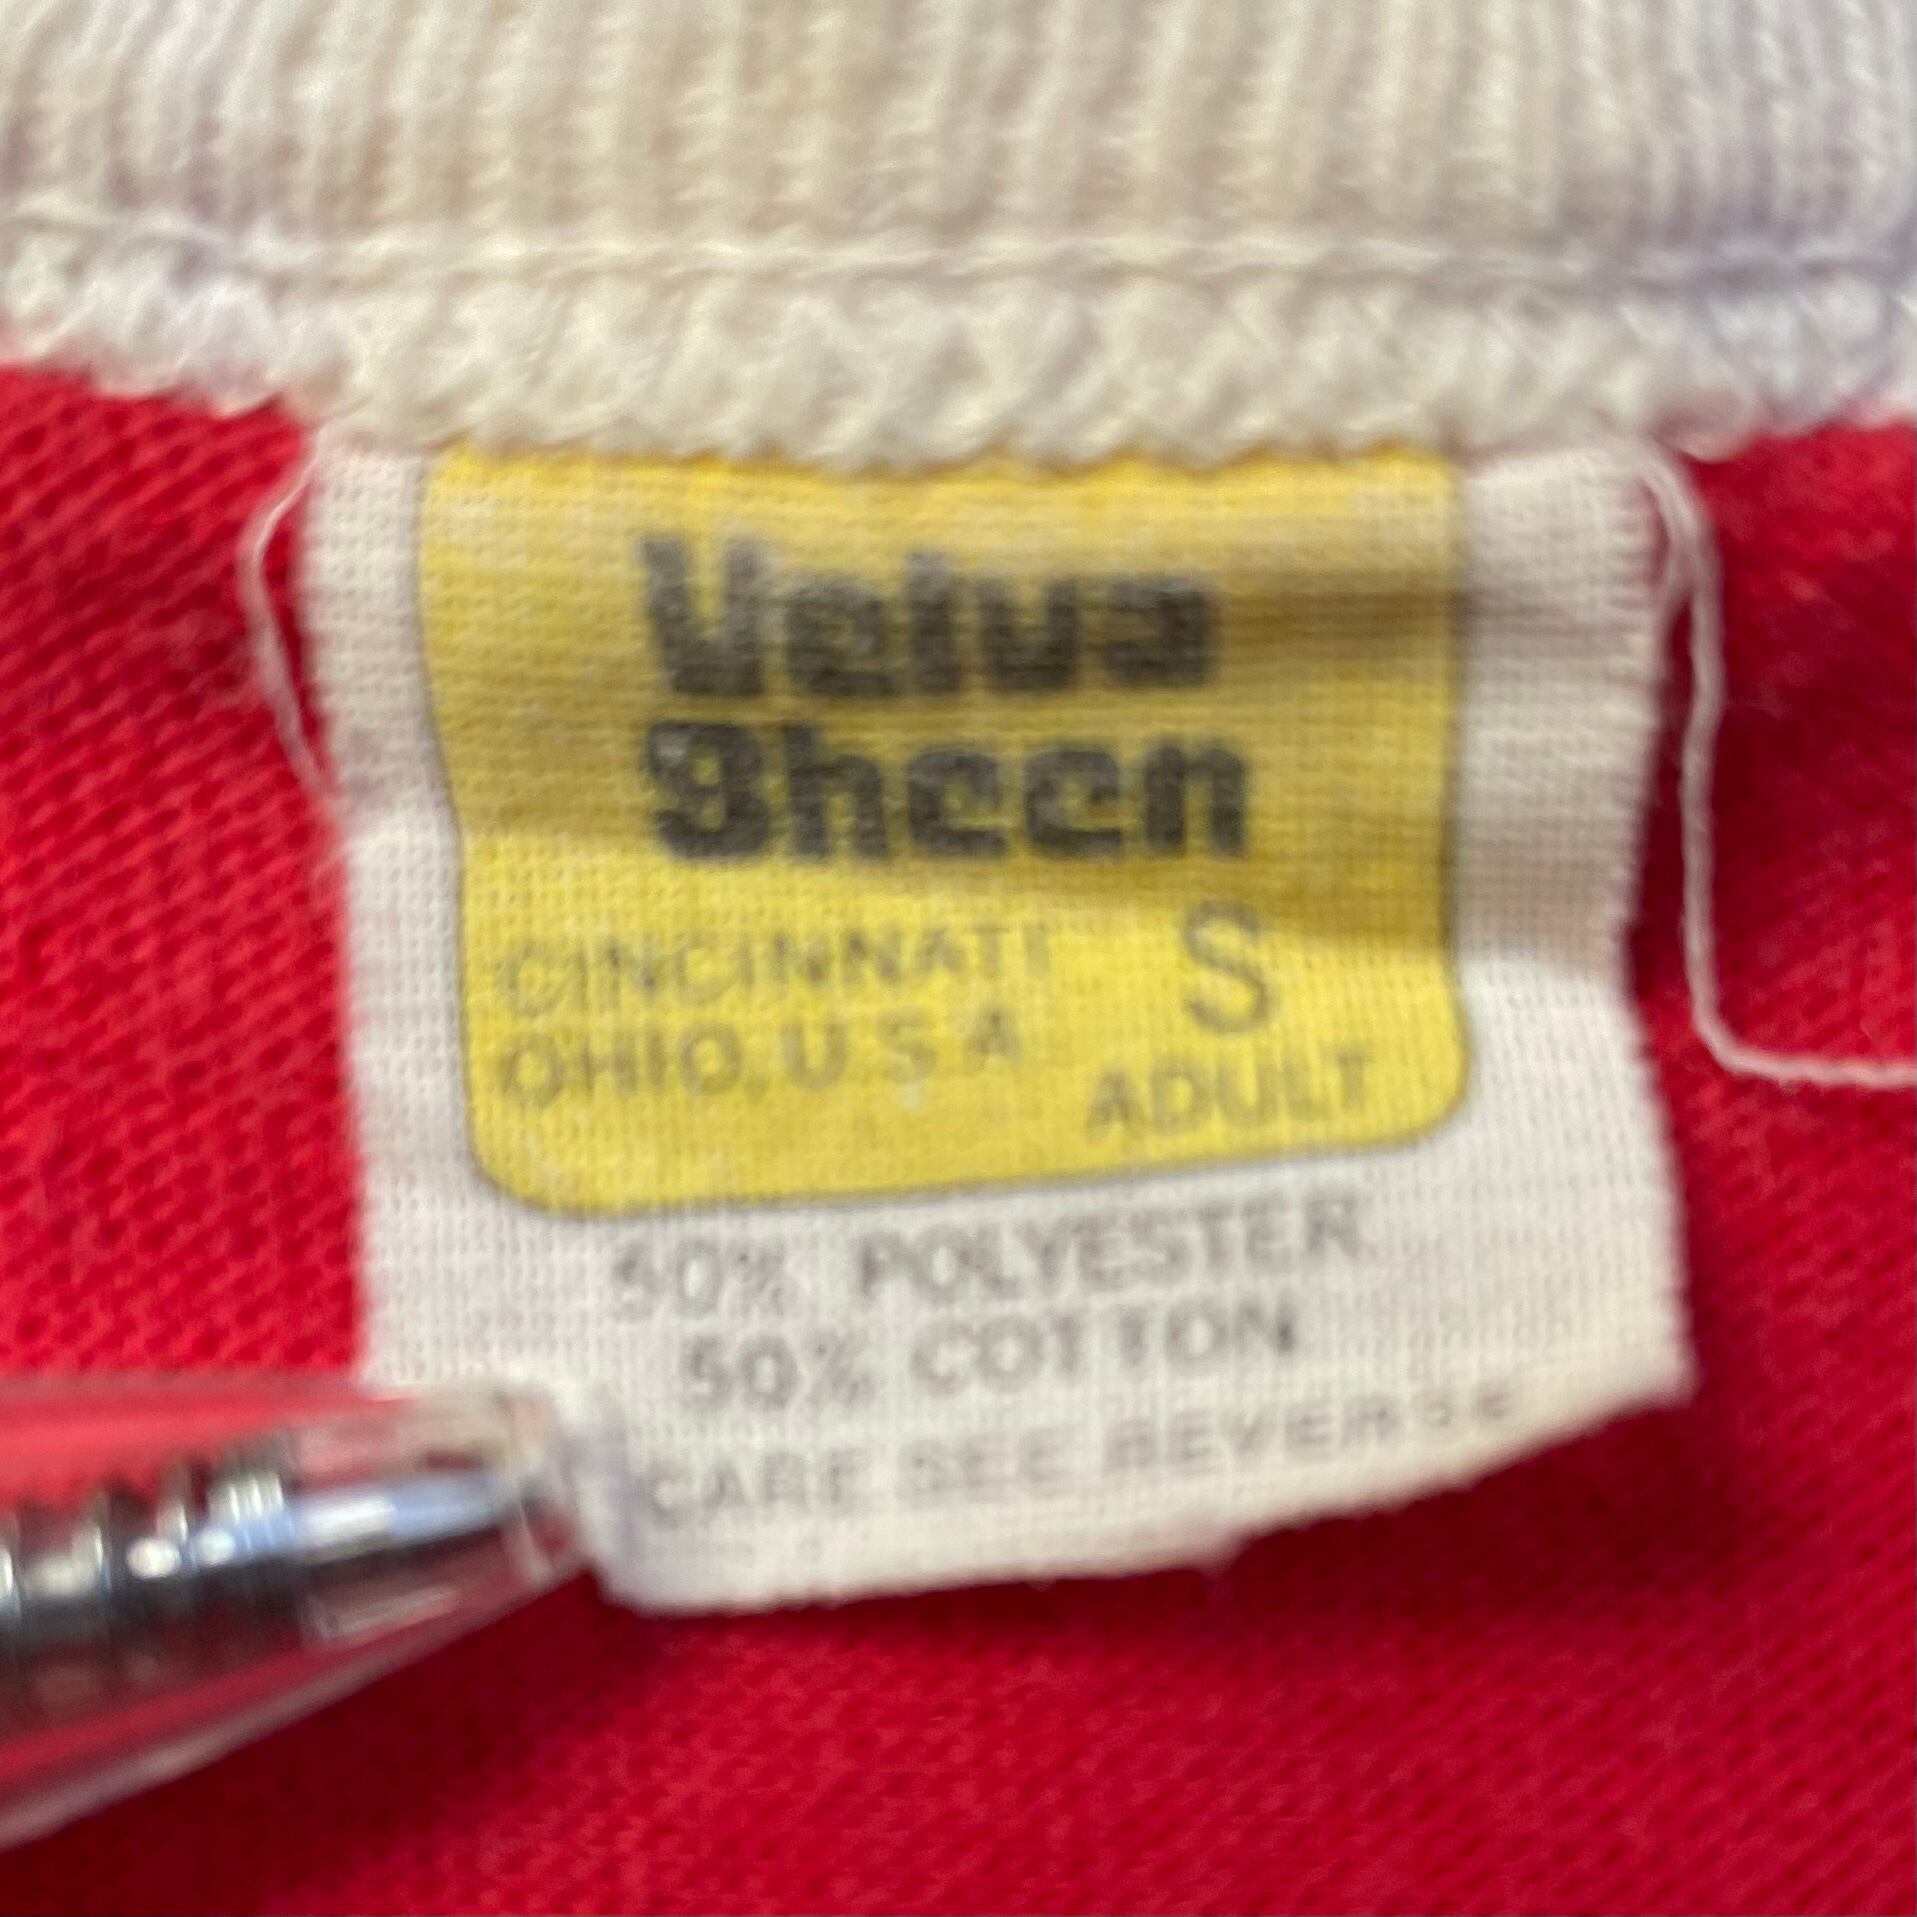 Velva
Sheen
CINCINNATI
OHIO, U S A
S
ADULT
50% POLYESTER
50% COTTON
CARE SEE REVERSE